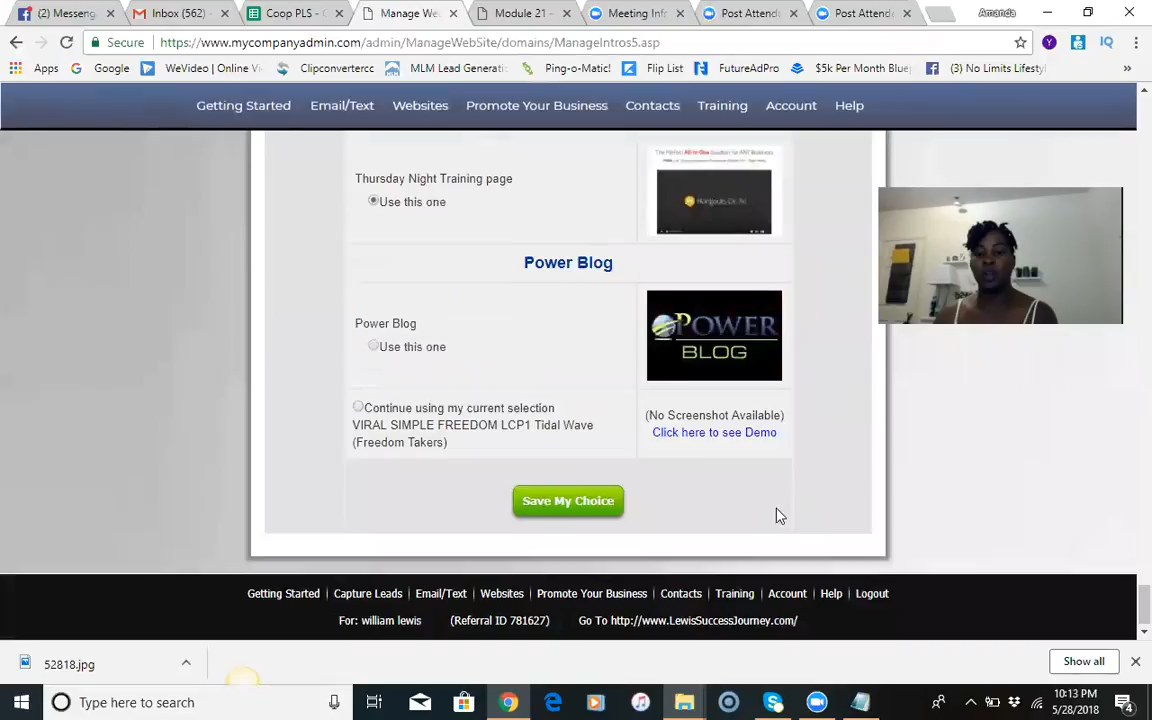 (2) Messeng
Inbox (562)
Coop PLS -
Manage We
Module 21 -
Meeting Inf
Post Attend
Post Attend
Amanda
Secure
https://www.mycompanyadmin.com/admin/ManageWebSite/domains/ManageIntros5.asp
Apps
Google
WeVideo | Online Vi
Clipconvertercc
MLM Lead Generati
Ping-o-Matic!
Flip List
FutureAdPro
$5k Per Month Blue
(3) No Limits Lifesty
»
Getting Started
Email/Text
Websites
Promote Your Business
Contacts
Training
Account
Help
Thursday Night Training page
Use this one
Power Blog
Power Blog
Use this one
POWER
BLOG
Continue using my current selection
VIRAL SIMPLE FREEDOM LCP1 Tidal Wave
(Freedom Takers)
(No Screenshot Available)
Click here to see Demo
Save My Choice
Getting Started | Capture Leads | Email/Text | Websites | Promote Your Business | Contacts | Training | Account | Help | Logout
For: william lewis (Referral ID 781627) Go To http://www.LewisSuccessJourney.com/
52818.jpg
Show all
Type here to search
10:13 PM
5/28/2018
4